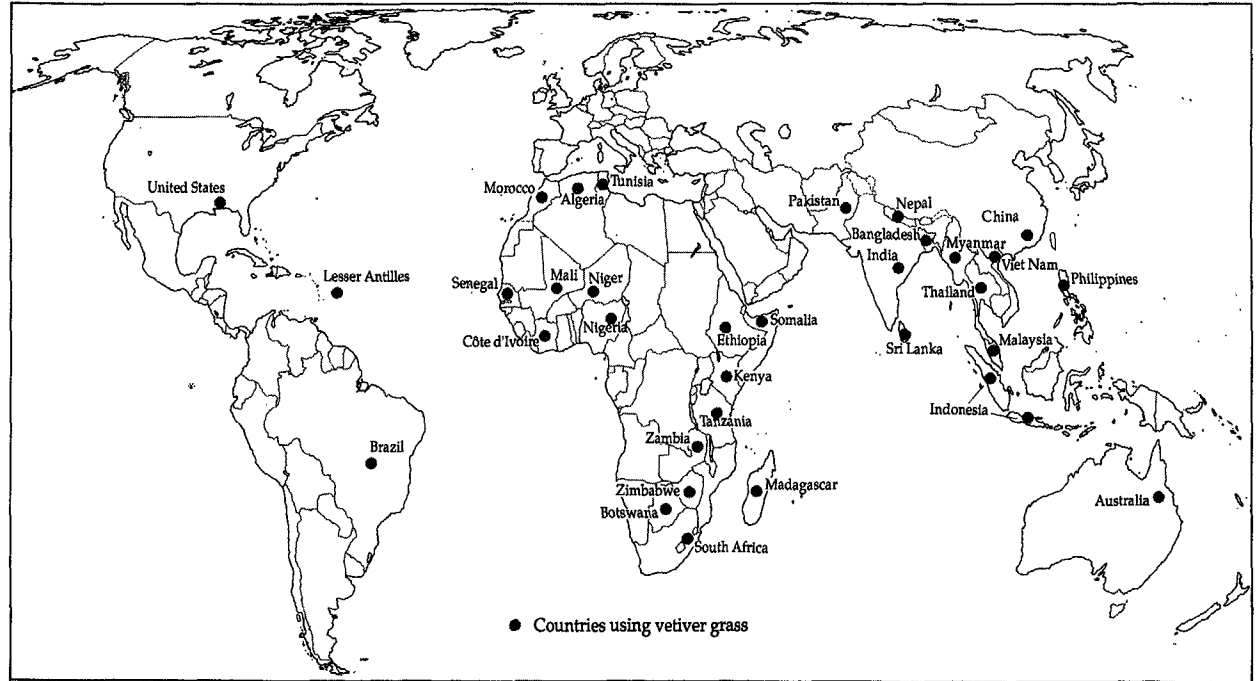 United States
Lesser Antilles
Brazil
Morocco
Algeria
Tunisia
Senegal
Mali
Niger
Nigeria
Côte d'Ivoire
Ethiopia
Somalia
Kenya
Tanzania
Zambia
Zimbabwe
Botswana
South Africa
Madagascar
Pakistan
Nepal
Bangladesh
India
Sri Lanka
China
Myanmar
Viet Nam
Thailand
Philippines
Malaysia
Indonesia
Australia
Countries using vetiver grass